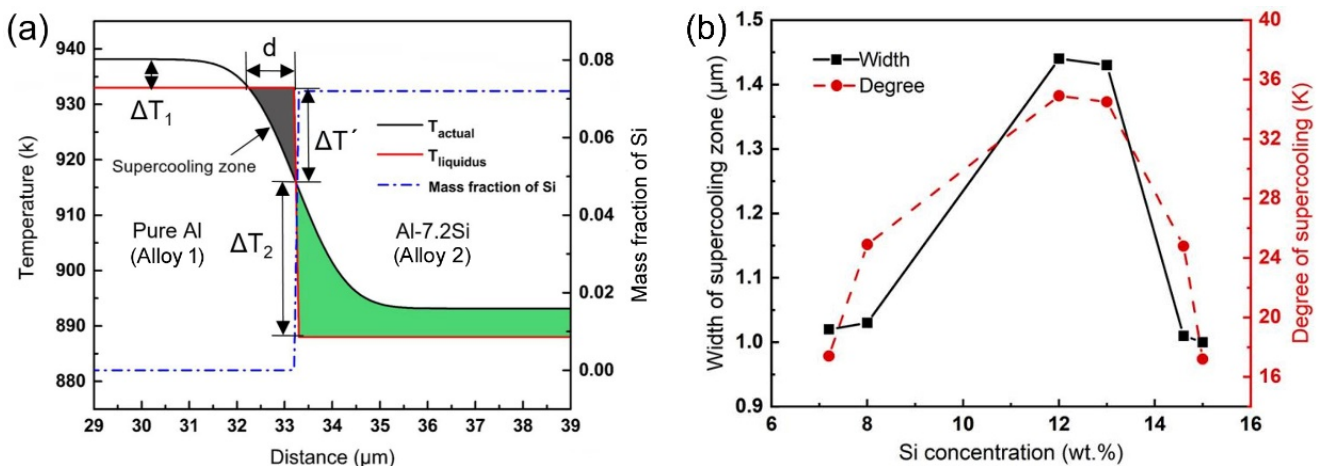 (a)
940
930
920
910
900
890
880
Temperature (k)
d
ΔT₁
ΔT´
ΔT₂
Supercooling zone
T_actual
T_liquidus
Mass fraction of Si
Pure Al
(Alloy 1)
Al-7.2Si
(Alloy 2)
0.08
0.06
0.04
0.02
0.00
Mass fraction of Si
29 30 31 32 33 34 35 36 37 38 39
Distance (μm)
(b)
1.5
1.4
1.3
1.2
1.1
1.0
0.9
Width of supercooling zone (μm)
Width
Degree
40
36
32
28
24
20
16
Degree of supercooling (K)
6 8 10 12 14 16
Si concentration (wt.%)